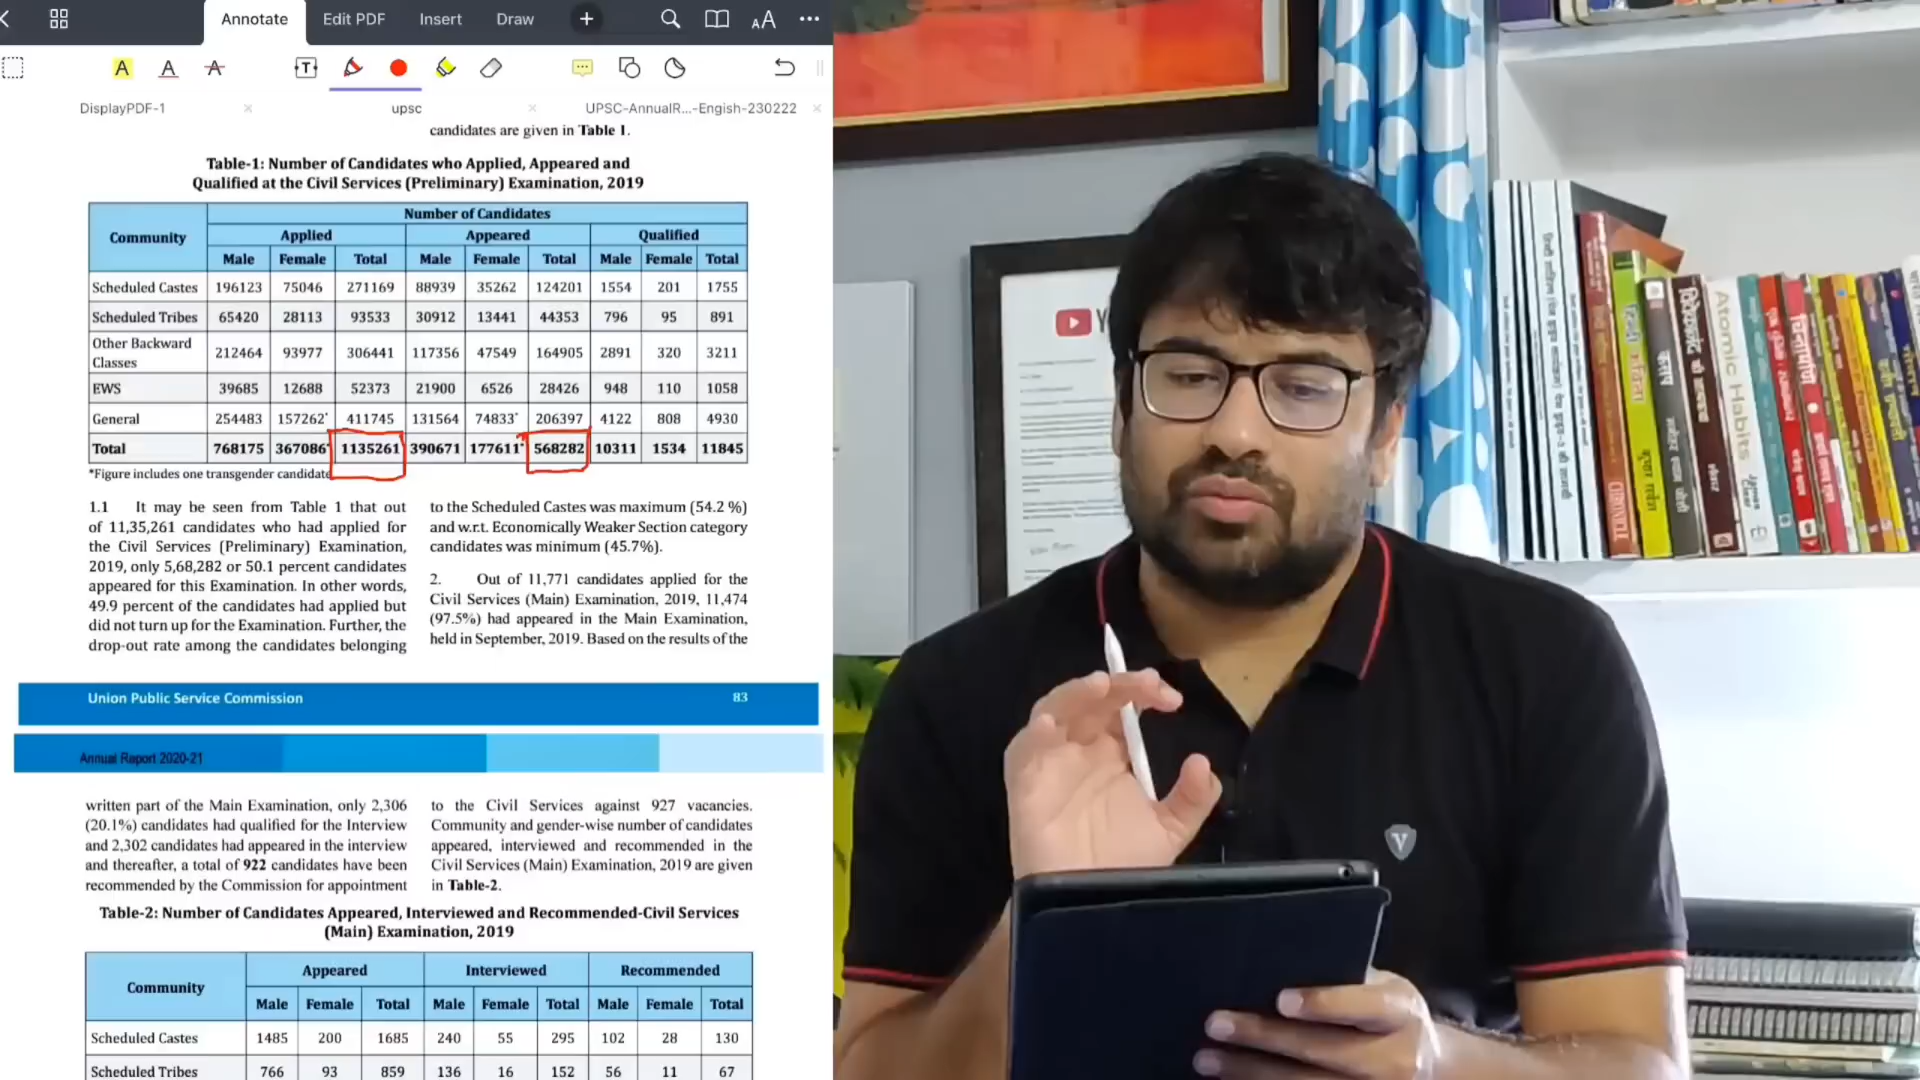 Annotate
Edit PDF
Insert
Draw
AA
A
A
A
T
DisplayPDF-1
upsc
UPSC-AnnualR...-Engish-230222
candidates are given in Table 1.
Table-1: Number of Candidates who Applied, Appeared and
Qualified at the Civil Services (Preliminary) Examination, 2019
Community
Number of Candidates
Applied Appeared Qualified
Male Female Total Male Female Total Male Female Total
Scheduled Castes 196123 75046 271169 88939 35262 124201 1554 201 1755
Scheduled Tribes 65420 28113 93533 30912 13441 44353 796 95 891
Other Backward
Classes 212464 93977 306441 117356 47549 164905 2891 320 3211
EWS 39685 12688 52373 21900 6526 28426 948 110 1058
General 254483 157262* 411745 131564 74833* 206397 4122 808 4930
Total 768175 367086* 1135261 390671 177611* 568282 10311 1534 11845
*Figure includes one transgender candidate
1.1 It may be seen from Table 1 that out
of 11,35,261 candidates who had applied for
the Civil Services (Preliminary) Examination,
2019, only 5,68,282 or 50.1 percent candidates
appeared for this Examination. In other words,
49.9 percent of the candidates had applied but
did not turn up for the Examination. Further, the
drop-out rate among the candidates belonging
to the Scheduled Castes was maximum (54.2 %)
and w.r.t. Economically Weaker Section category
candidates was minimum (45.7%).
2. Out of 11,771 candidates applied for the
Civil Services (Main) Examination, 2019, 11,474
(97.5%) had appeared in the Main Examination,
held in September, 2019. Based on the results of the
Union Public Service Commission 83
Annual Report 2020-21
written part of the Main Examination, only 2,306
(20.1%) candidates had qualified for the Interview
and 2,302 candidates had appeared in the interview
and thereafter, a total of 922 candidates have been
recommended by the Commission for appointment
to the Civil Services against 927 vacancies.
Community and gender-wise number of candidates
appeared, interviewed and recommended in the
Civil Services (Main) Examination, 2019 are given
in Table-2.
Table-2: Number of Candidates Appeared, Interviewed and Recommended-Civil Services
(Main) Examination, 2019
Community
Appeared Interviewed Recommended
Male Female Total Male Female Total Male Female Total
Scheduled Castes 1485 200 1685 240 55 295 102 28 130
Scheduled Tribes 766 93 859 136 16 152 56 11 67
Y
Atomic Habits
James Clear
V